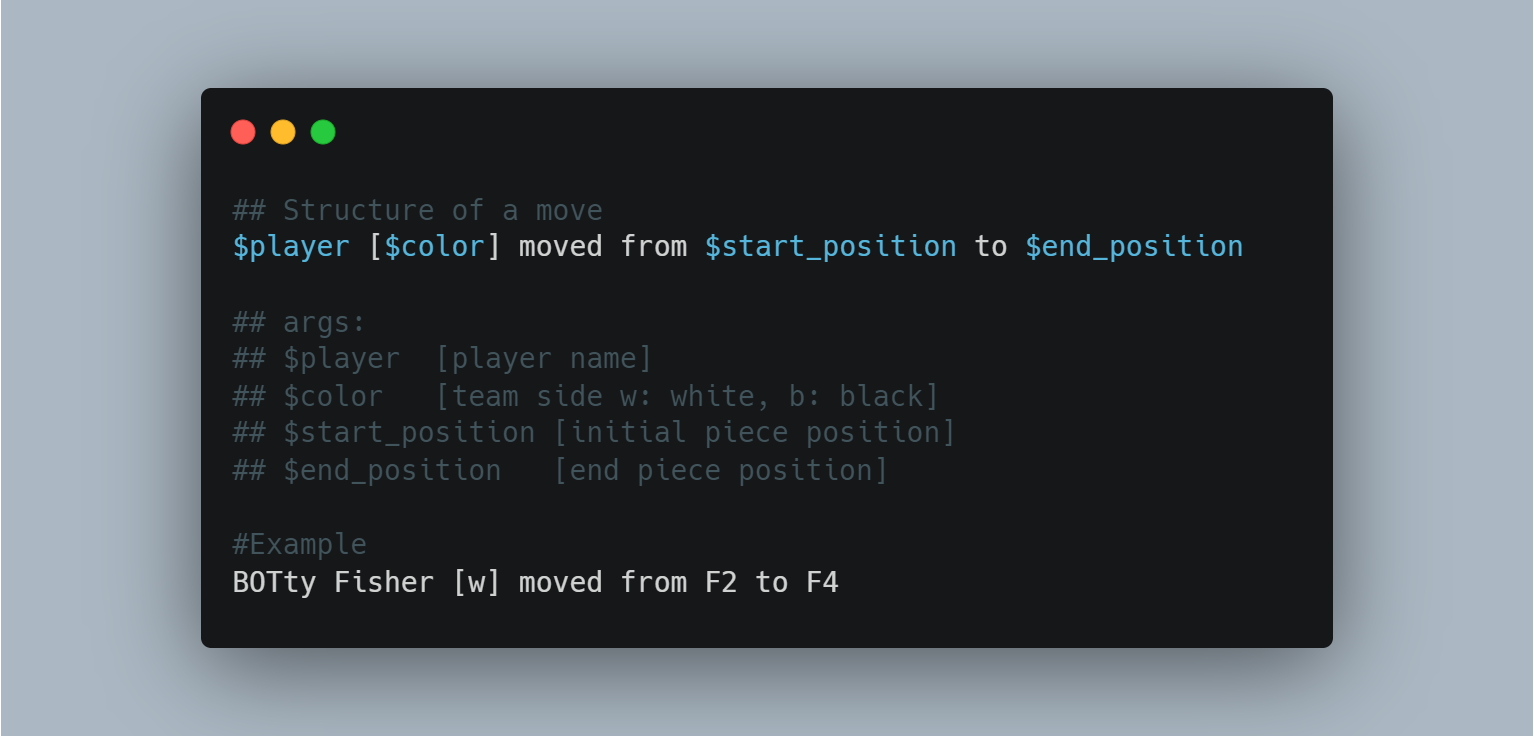 ## Structure of a move
$player [$color] moved from $start_position to $end_position
## args:
## $player  [player name]
## $color   [team side w: white, b: black]
## $start_position [initial piece position]
## $end_position   [end piece position]
#Example
BOTty Fisher [w] moved from F2 to F4